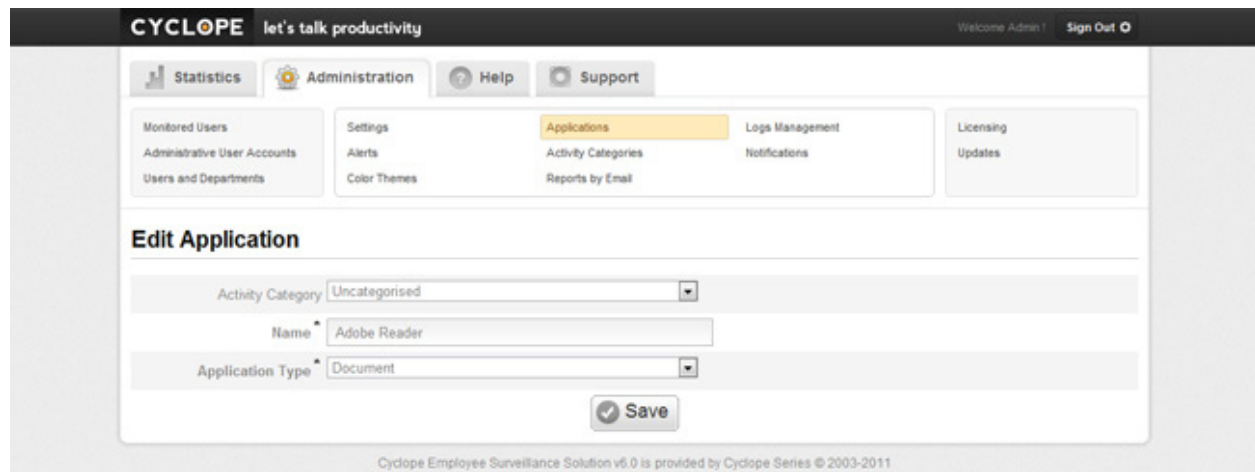 CYCLOPE let's talk productivity
Welcome Admin !
Sign Out
Statistics
Administration
Help
Support
Monitored Users
Administrative User Accounts
Users and Departments
Settings
Alerts
Color Themes
Applications
Activity Categories
Reports by Email
Logs Management
Notifications
Licensing
Updates
Edit Application
Activity Category Uncategorised
Name * Adobe Reader
Application Type * Document
Save
Cyclope Employee Surveillance Solution v6.0 is provided by Cyclope Series © 2003-2011